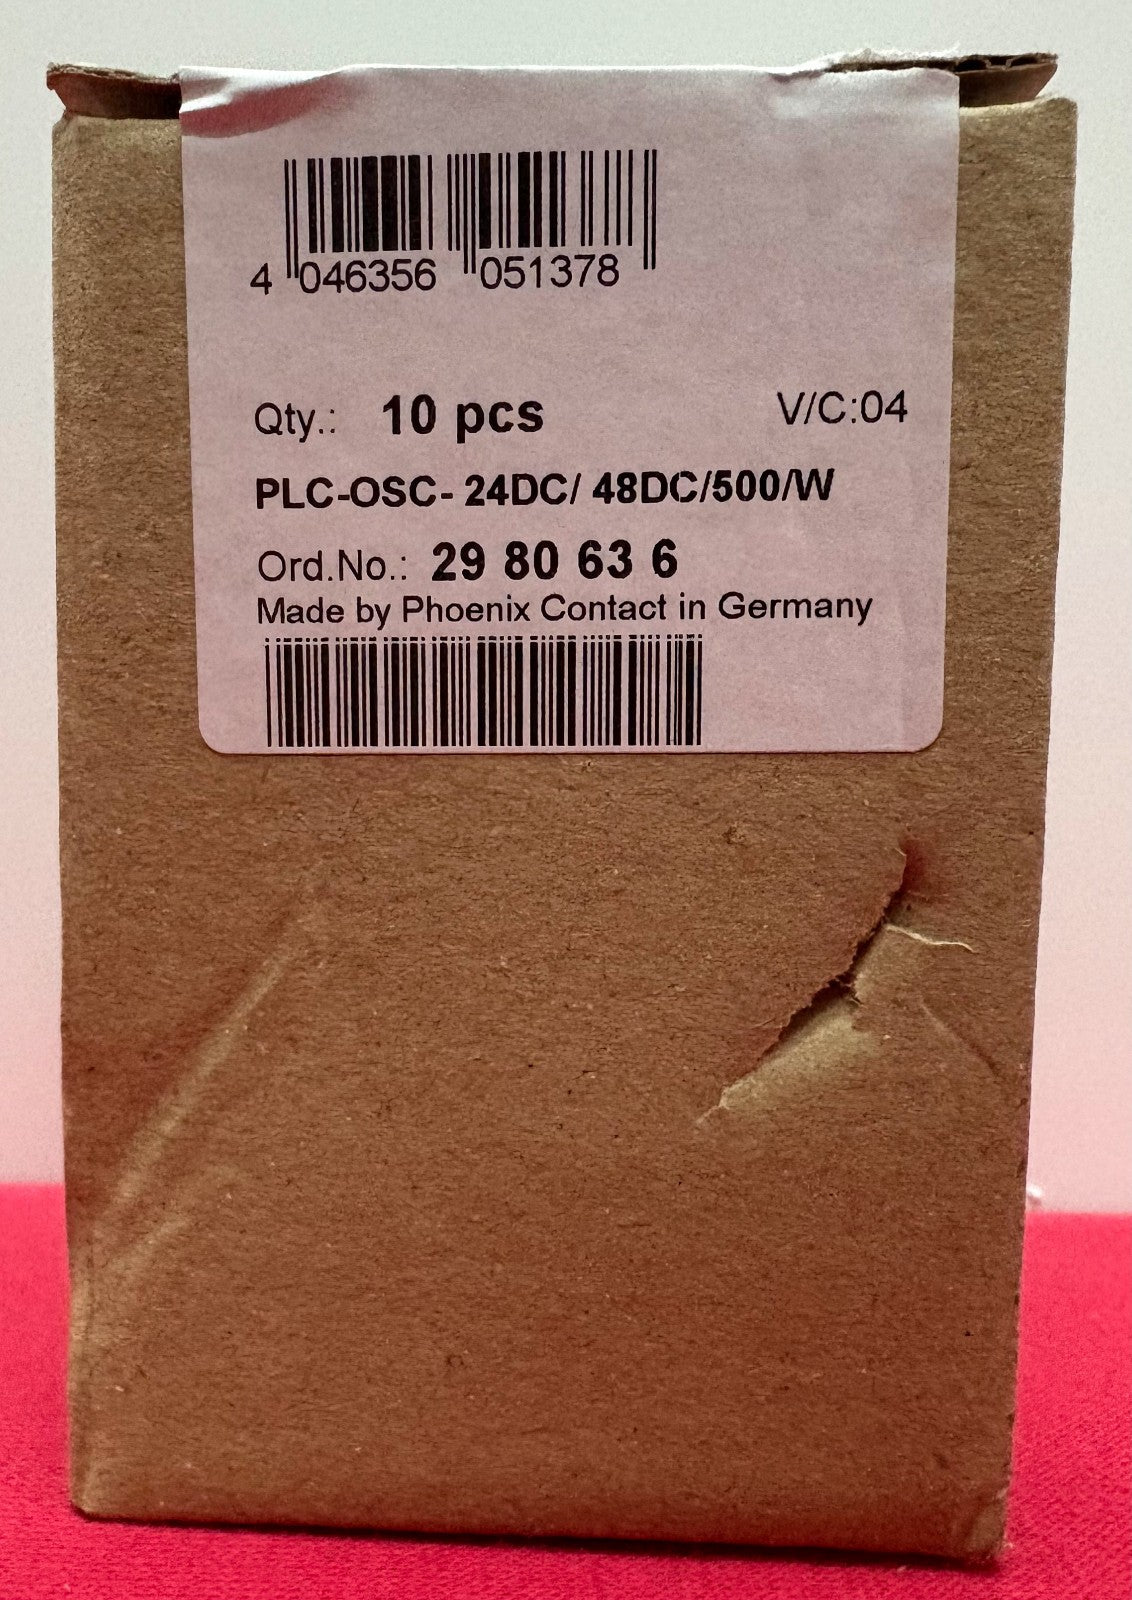 4 046356 051378
Qty.: 10 pcs V/C:04
PLC-OSC- 24DC/ 48DC/500/W
Ord.No.: 29 80 63 6
Made by Phoenix Contact in Germany